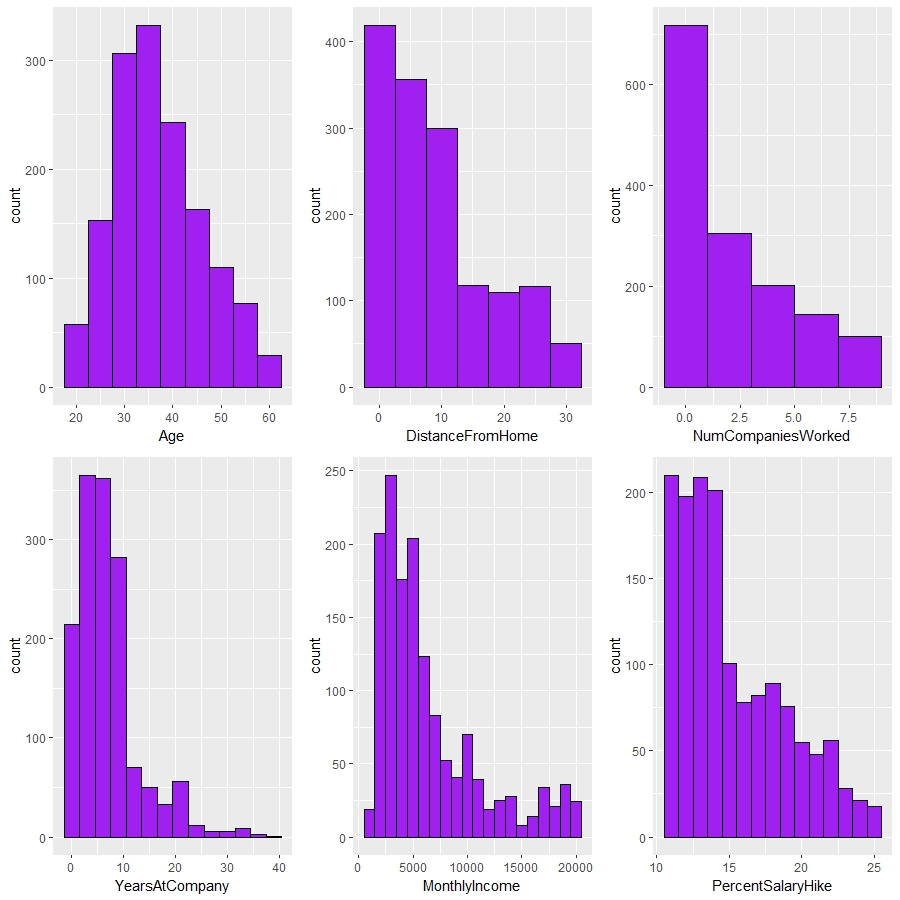 300
200
100
0
count
20 30 40 50 60
Age
400
300
200
100
0
count
0 10 20 30
DistanceFromHome
600
400
200
0
count
0.0 2.5 5.0 7.5
NumCompaniesWorked
300
200
100
0
count
0 10 20 30 40
YearsAtCompany
250
200
150
100
50
0
count
0 5000 10000 15000 20000
MonthlyIncome
200
150
100
50
0
count
10 15 20 25
PercentSalaryHike